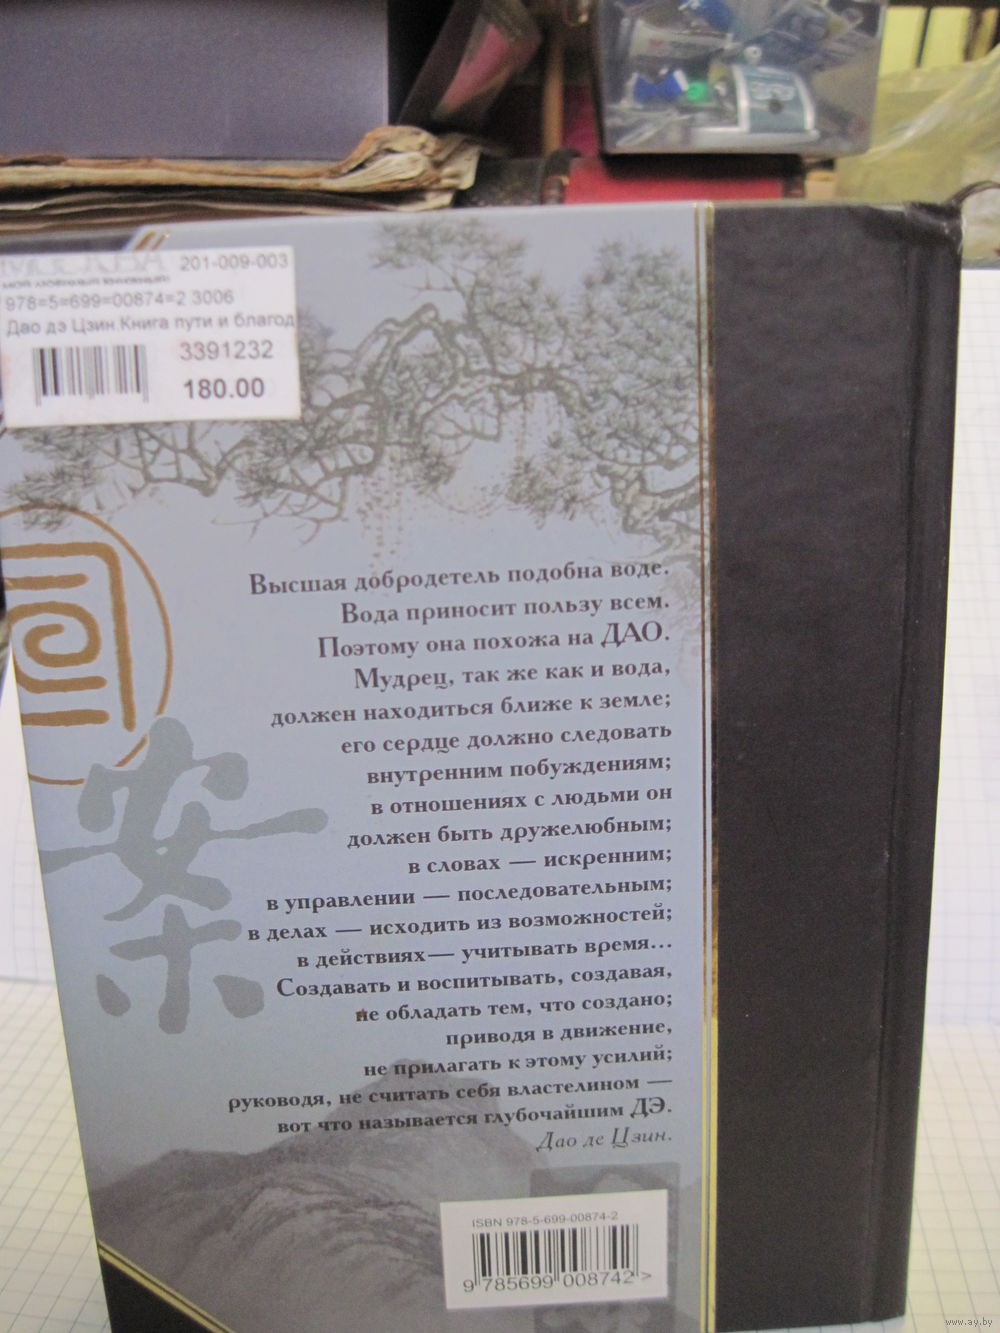 МОСКВА 201-009-003
978=5=699=00874=2 3006
Дао дэ Цзин.Книга пути и благод
3391232
180.00
Высшая добродетель подобна воде.
Вода приносит пользу всем.
Поэтому она похожа на ДАО.
Мудрец, так же как и вода,
должен находиться ближе к земле;
его сердце должно следовать
внутренним побуждениям;
в отношениях с людьми он
должен быть дружелюбным;
в словах — искренним;
в управлении — последовательным;
в делах — исходить из возможностей;
в действиях— учитывать время...
Создавать и воспитывать, создавая,
не обладать тем, что создано;
приводя в движение,
не прилагать к этому усилий;
руководя, не считать себя властелином —
вот что называется глубочайшим ДЭ.
Дао де Цзин.
ISBN 978-5-699-00874-2
9 785699 008742 >
www.ay.by